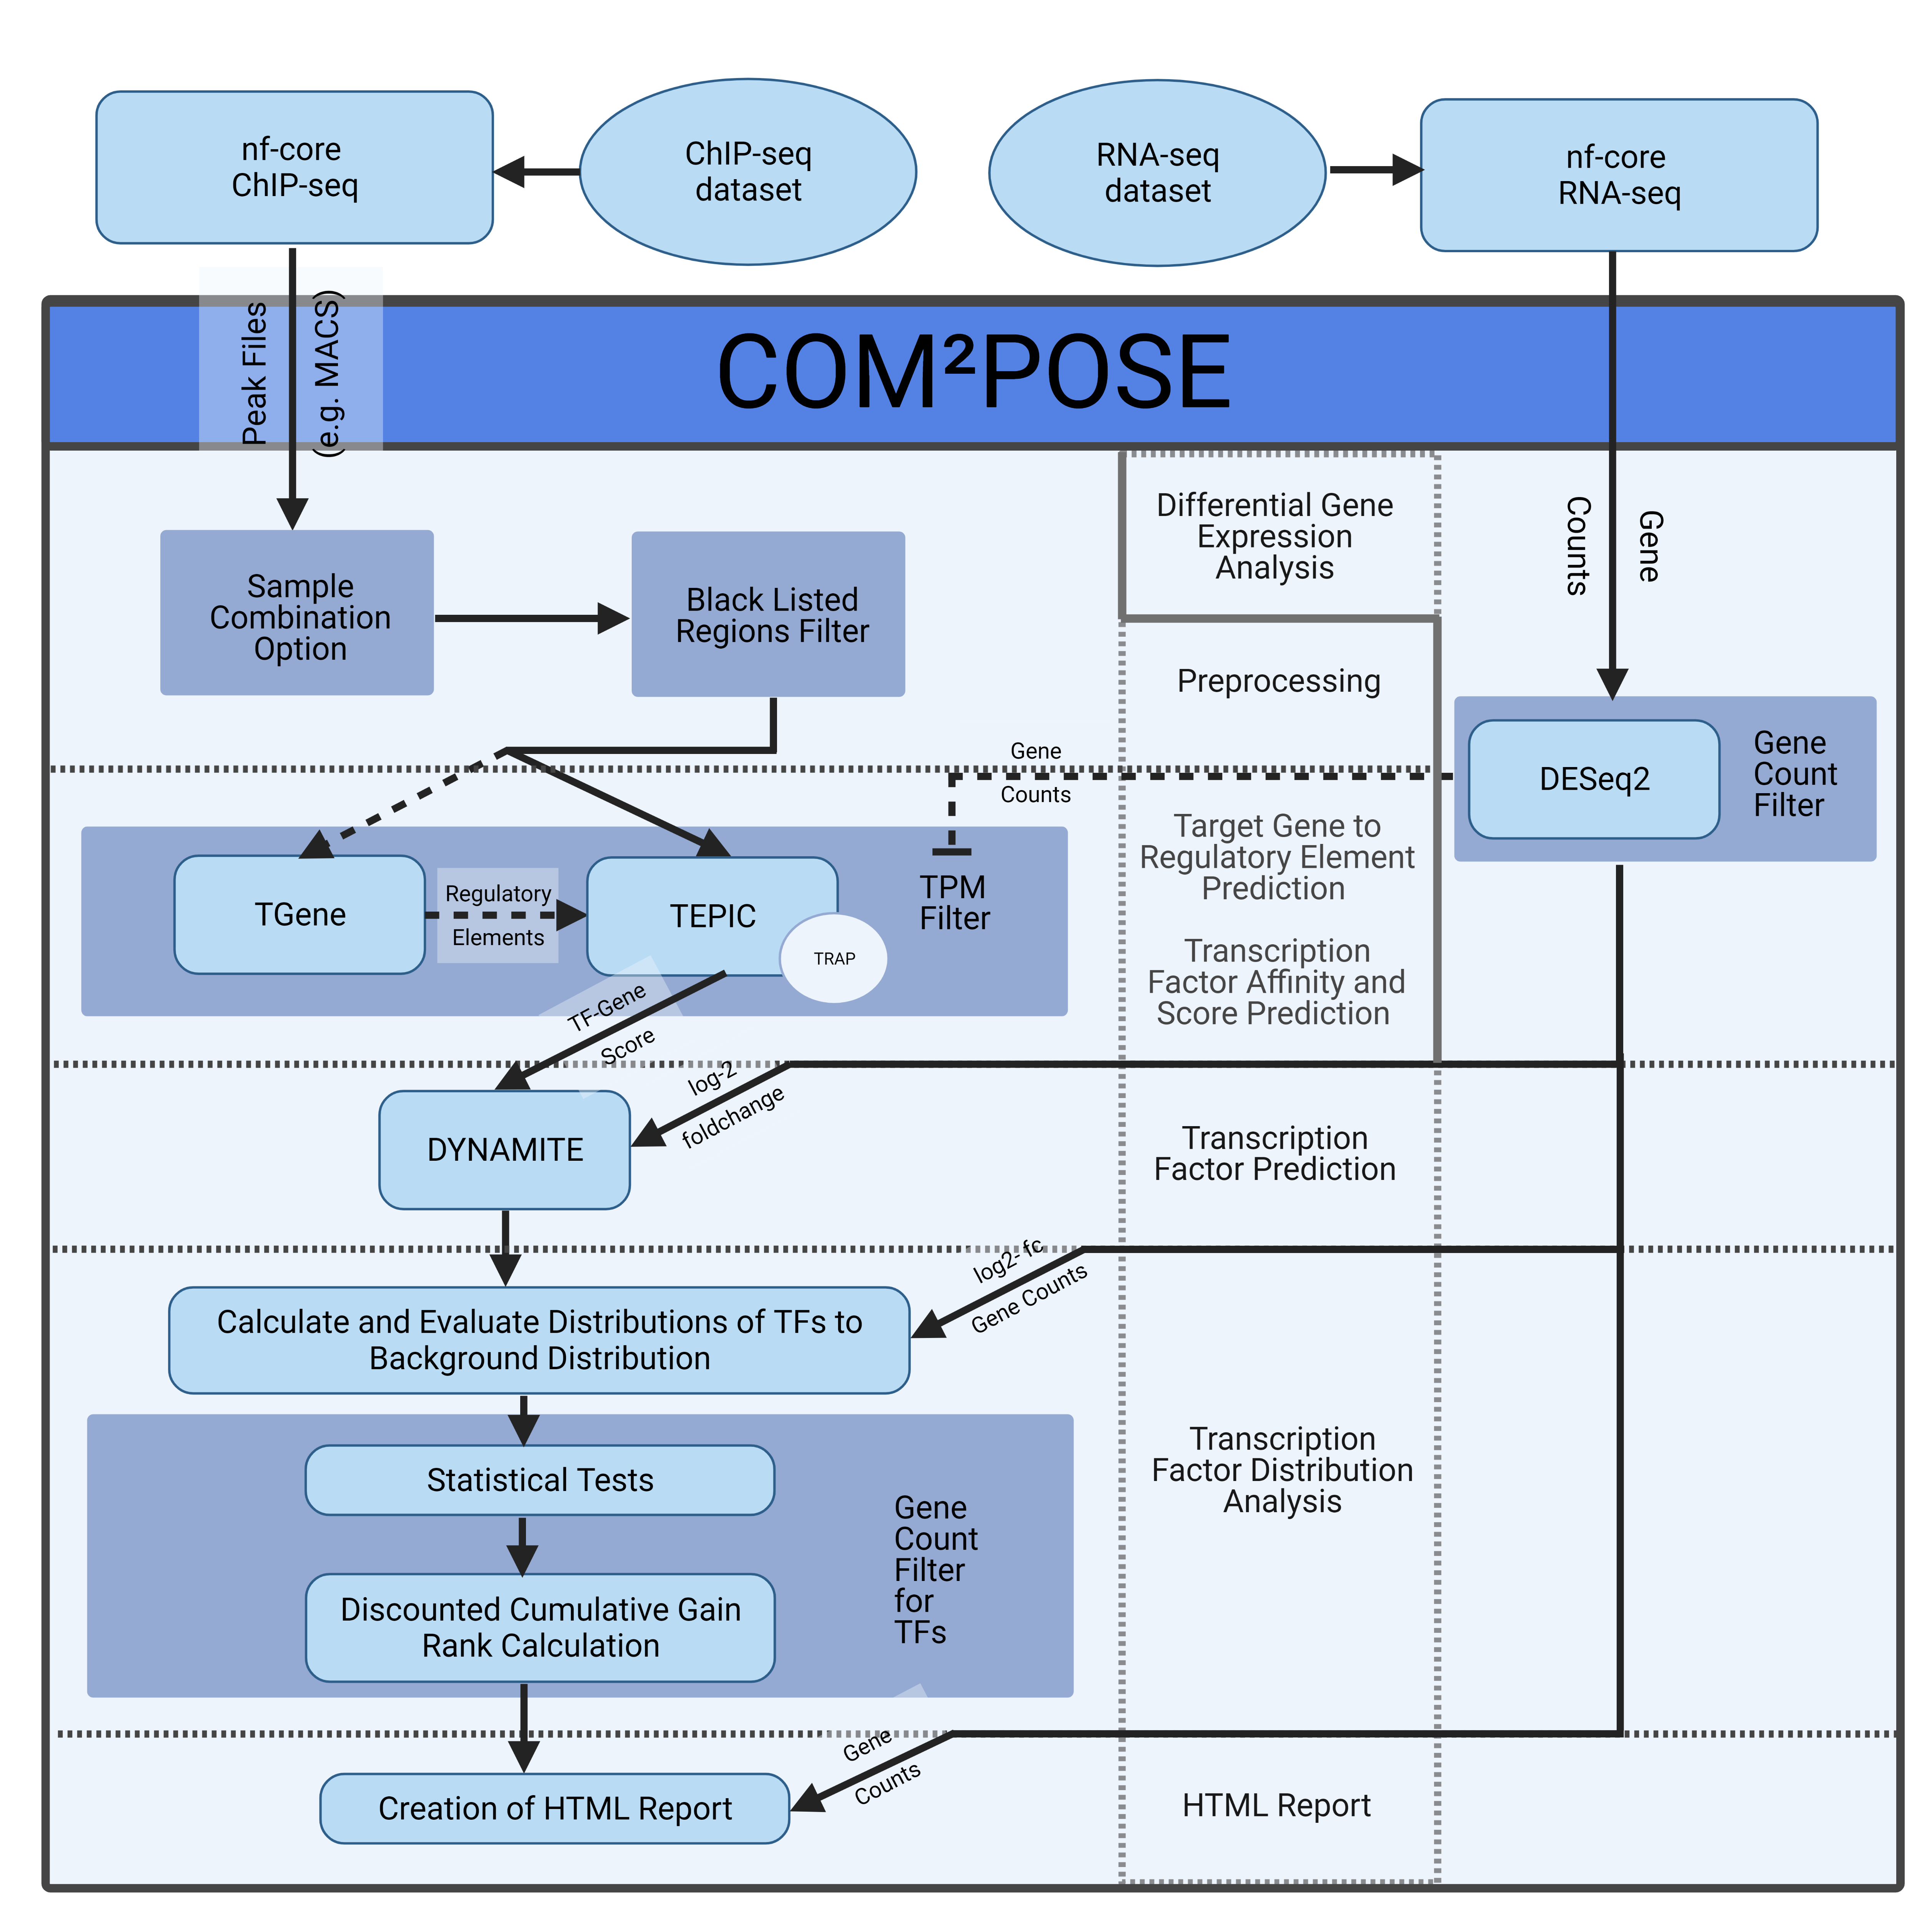 nf-core
ChIP-seq
ChIP-seq
dataset
RNA-seq
dataset
nf-core
RNA-seq
Peak Files
(e.g. MACS)
COM²POSE
Gene
Counts
Sample
Combination
Option
Black Listed
Regions Filter
Differential Gene
Expression
Analysis
Preprocessing
DESeq2
Gene
Count
Filter
Gene
Counts
TGene
Regulatory
Elements
TEPIC
TRAP
TPM
Filter
Target Gene to
Regulatory Element
Prediction
Transcription
Factor Affinity and
Score Prediction
TF-Gene
Score
log-2
foldchange
DYNAMITE
Transcription
Factor Prediction
log2- fc
Gene Counts
Calculate and Evaluate Distributions of TFs to
Background Distribution
Statistical Tests
Discounted Cumulative Gain
Rank Calculation
Gene
Count
Filter
for
TFs
Transcription
Factor Distribution
Analysis
Gene
Counts
Creation of HTML Report
HTML Report